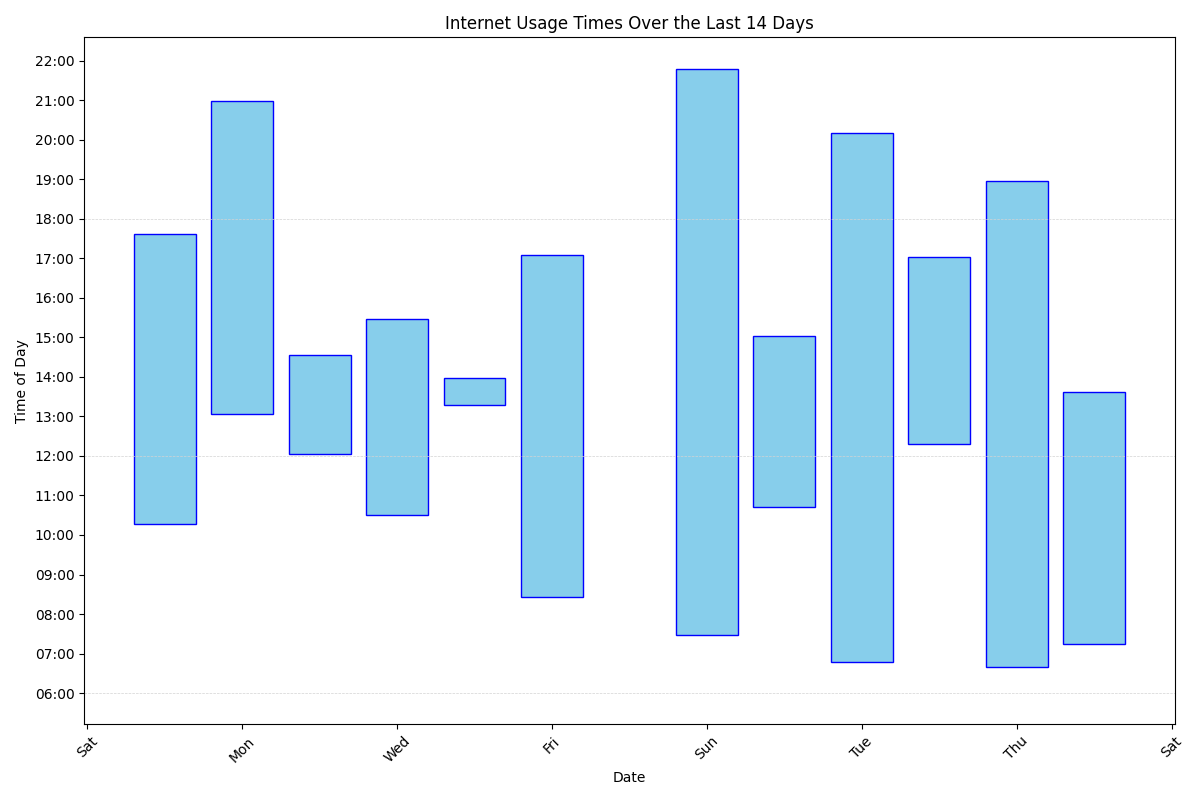 Internet Usage Times Over the Last 14 Days
22:00
21:00
20:00
19:00
18:00
17:00
16:00
15:00
14:00
13:00
12:00
11:00
10:00
09:00
08:00
07:00
06:00
Time of Day
Sat
Mon
Wed
Fri
Sun
Tue
Thu
Sat
Date